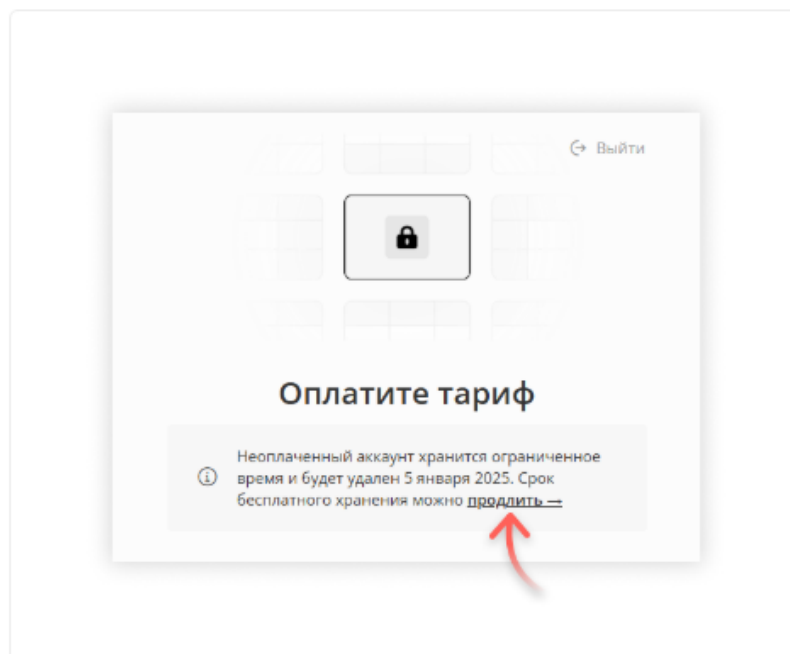 Выйти
Оплатите тариф
Неоплаченный аккаунт хранится ограниченное
время и будет удален 5 января 2025. Срок
бесплатного хранения можно продлить →